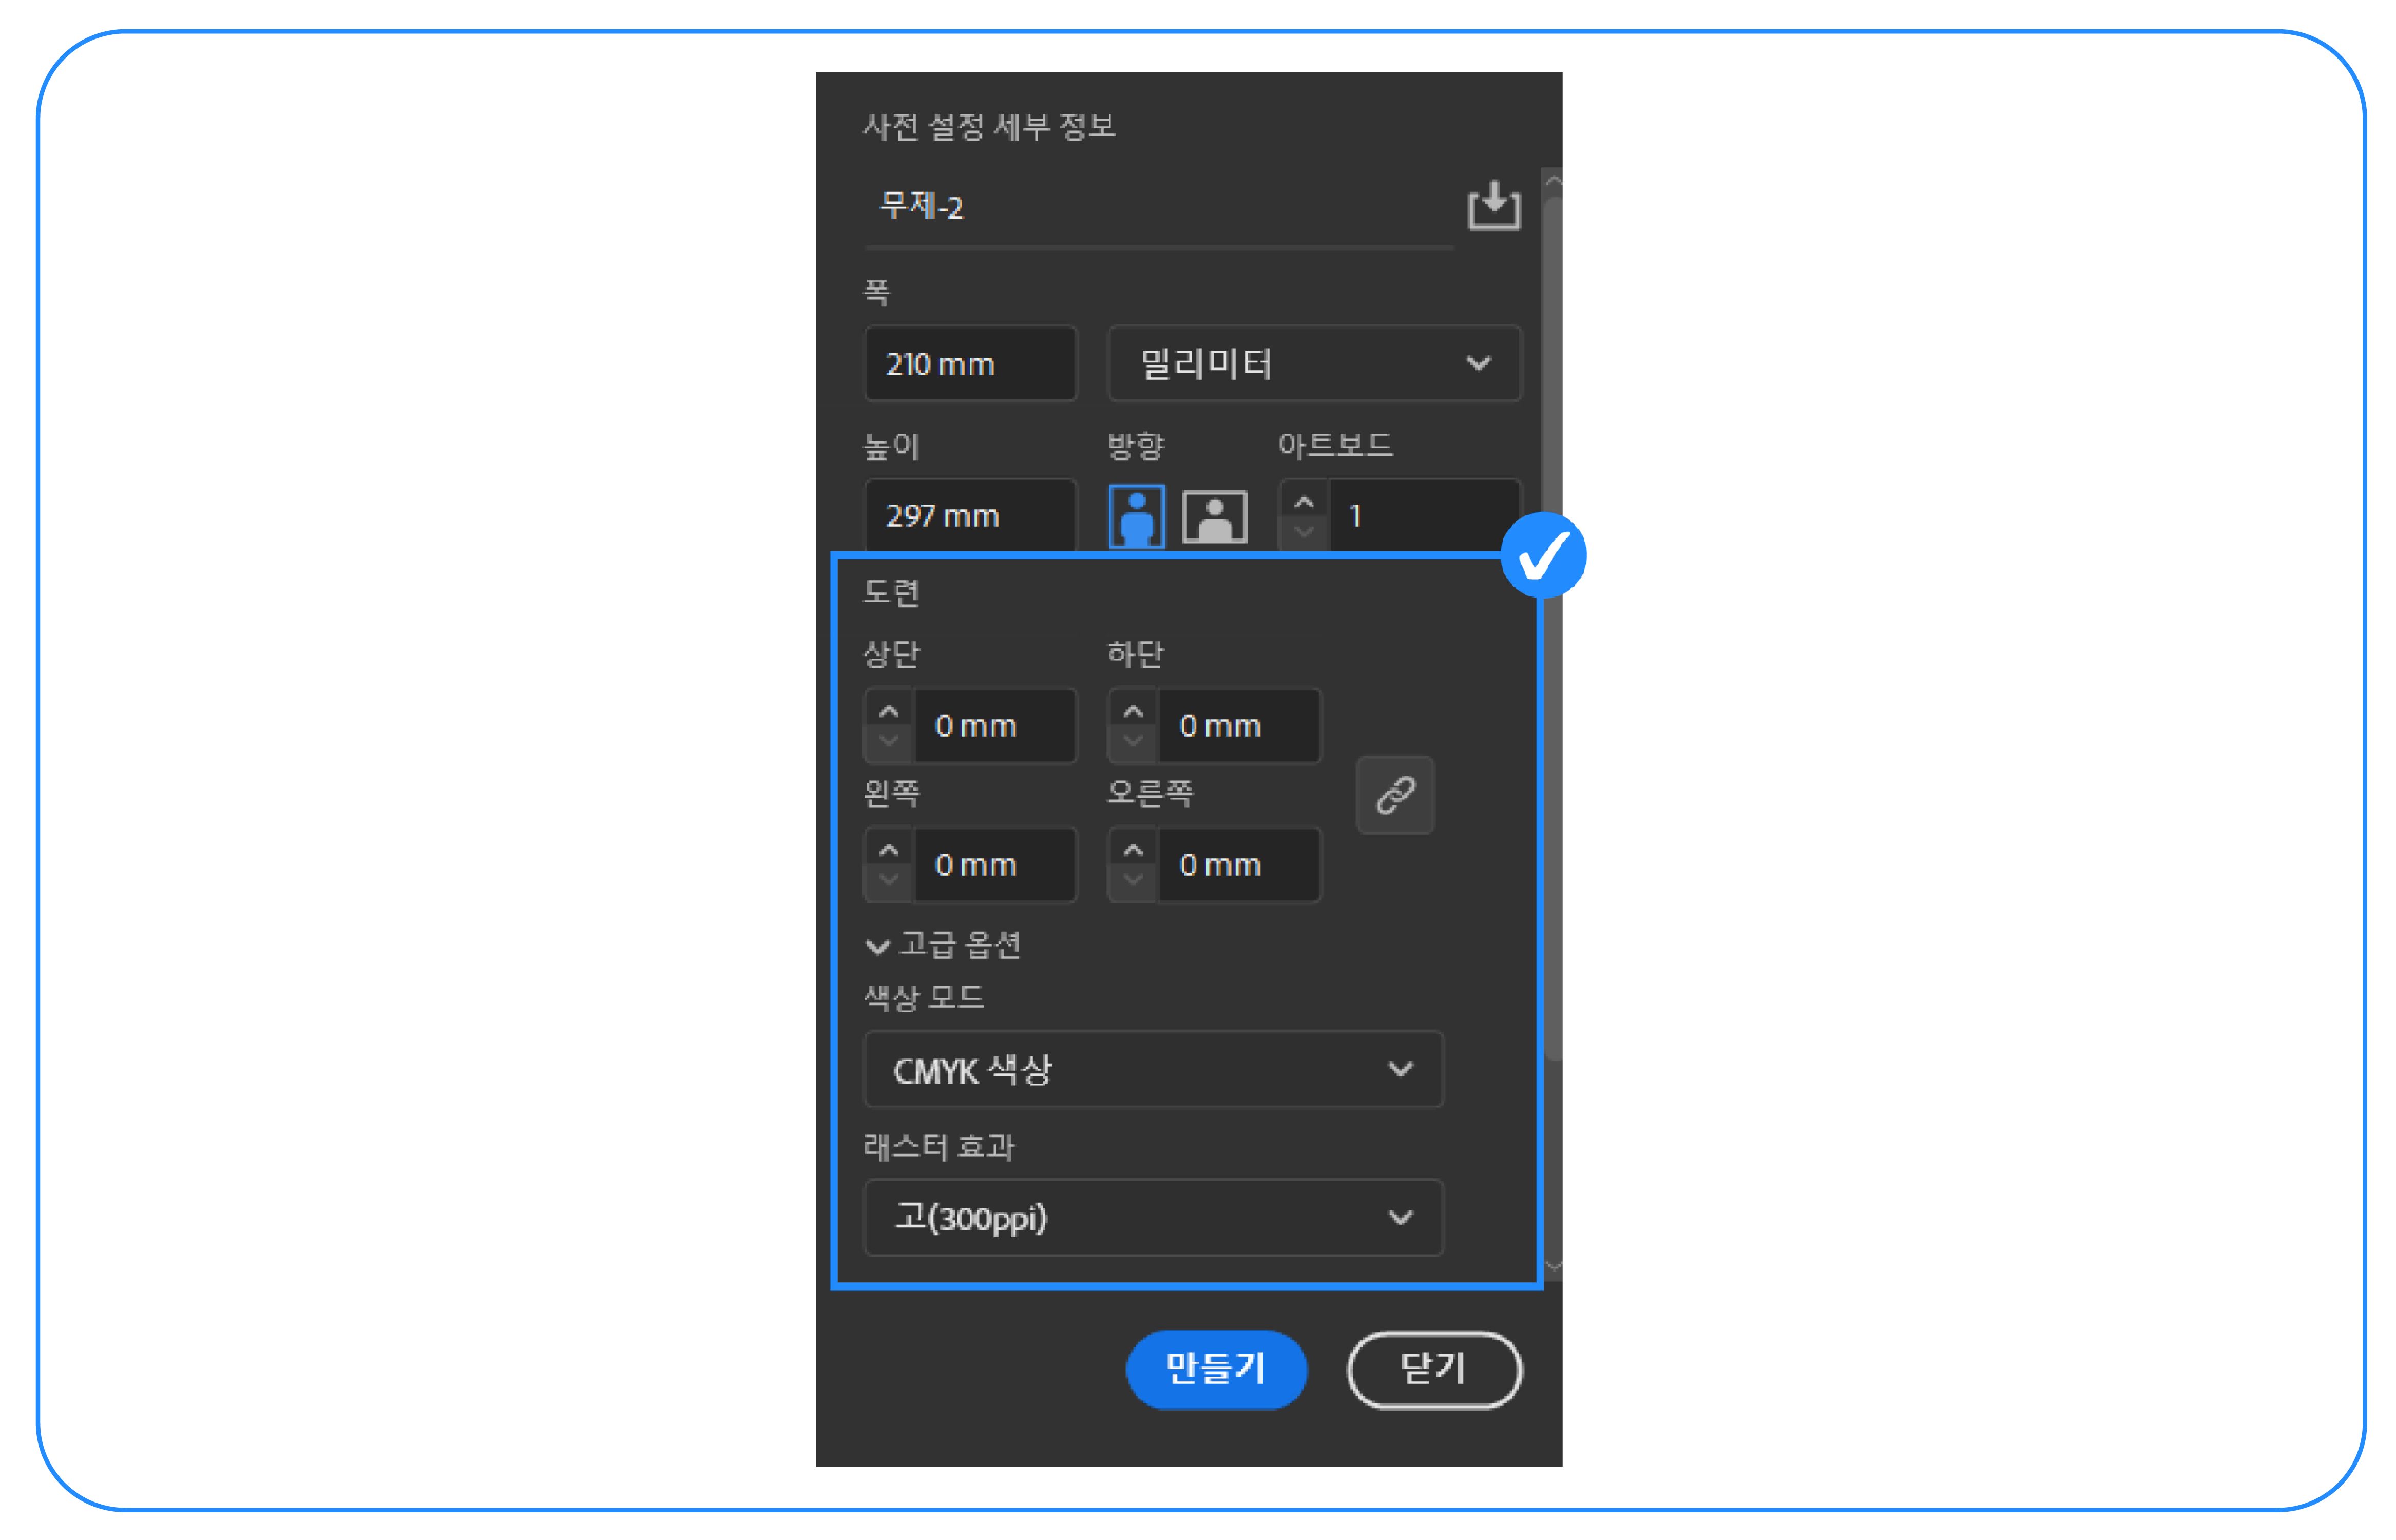 사전 설정 세부 정보
무제-2
폭
210 mm 밀리미터
높이 방향 아트보드
297 mm 1
도련
상단 하단
0 mm 0 mm
왼쪽 오른쪽
0 mm 0 mm
고급 옵션
색상 모드
CMYK 색상
래스터 효과
고(300ppi)
만들기 닫기